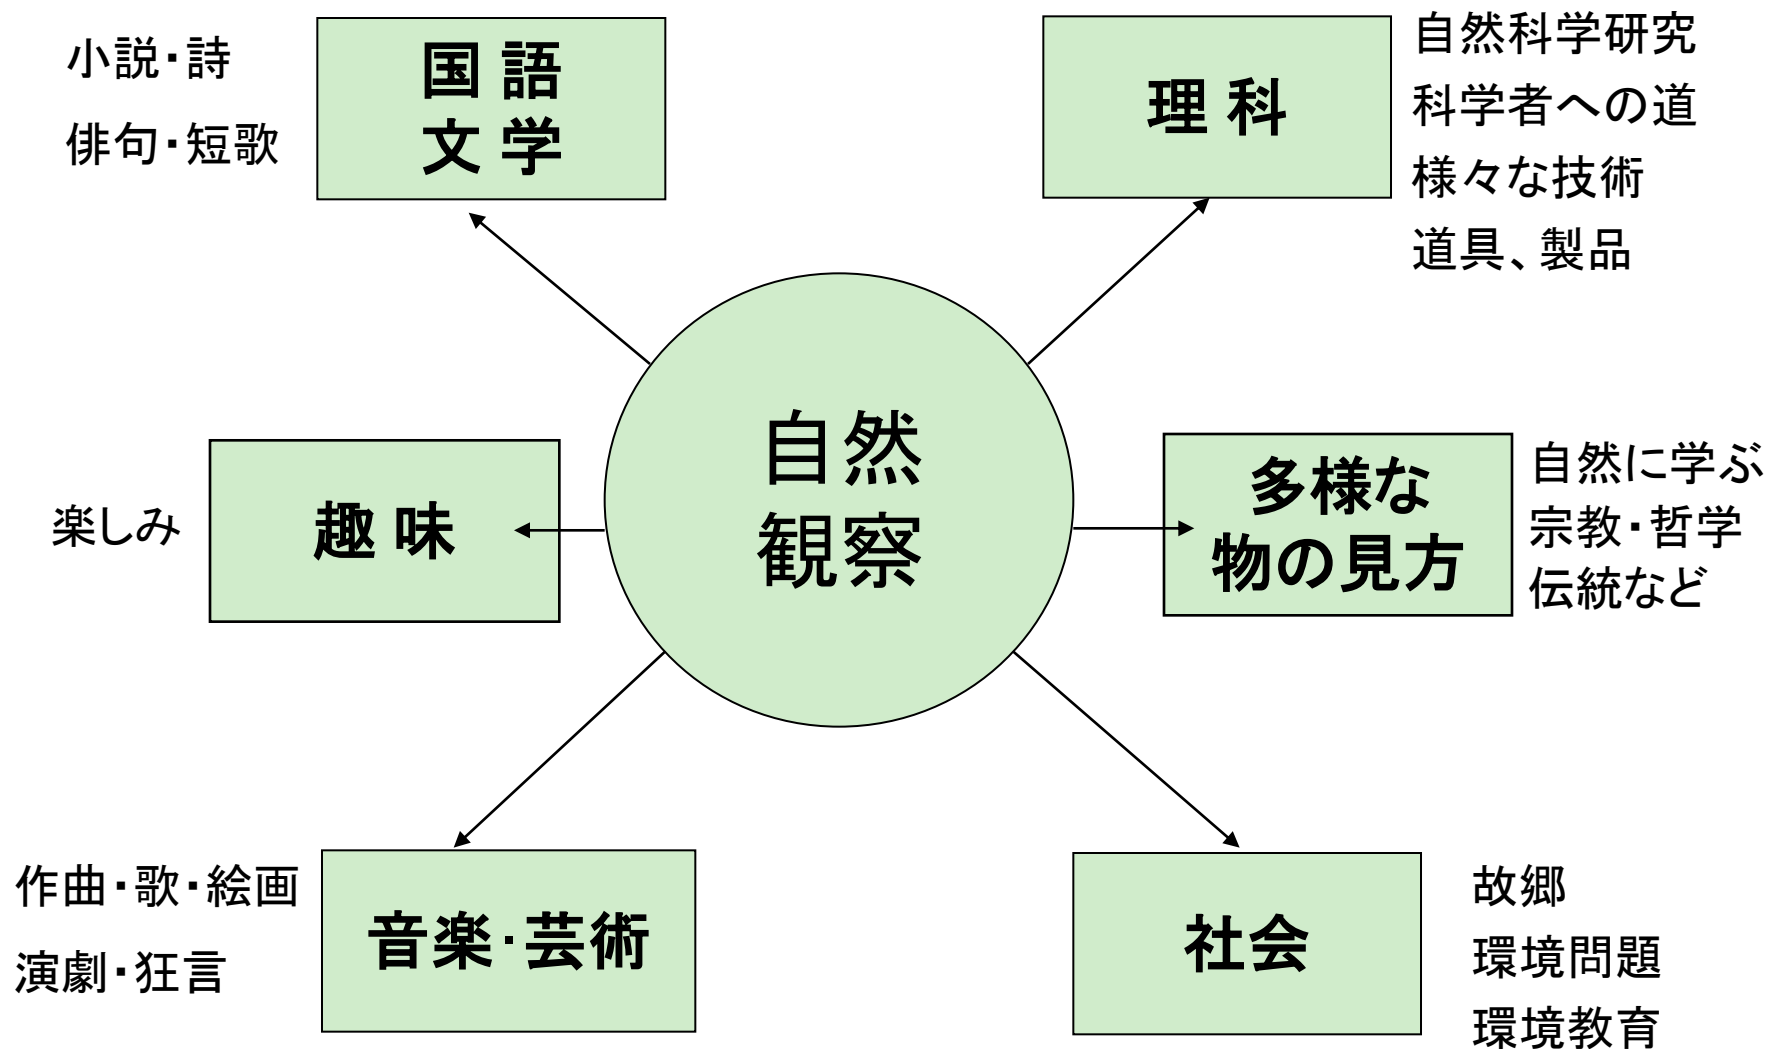 小説・詩
俳句・短歌
国 語
文 学
理 科
自然科学研究
科学者への道
様々な技術
道具、製品
自然
観察
楽しみ
趣 味
多様な
物の見方
自然に学ぶ
宗教・哲学
伝統など
作曲・歌・絵画
演劇・狂言
音楽・芸術
社会
故郷
環境問題
環境教育